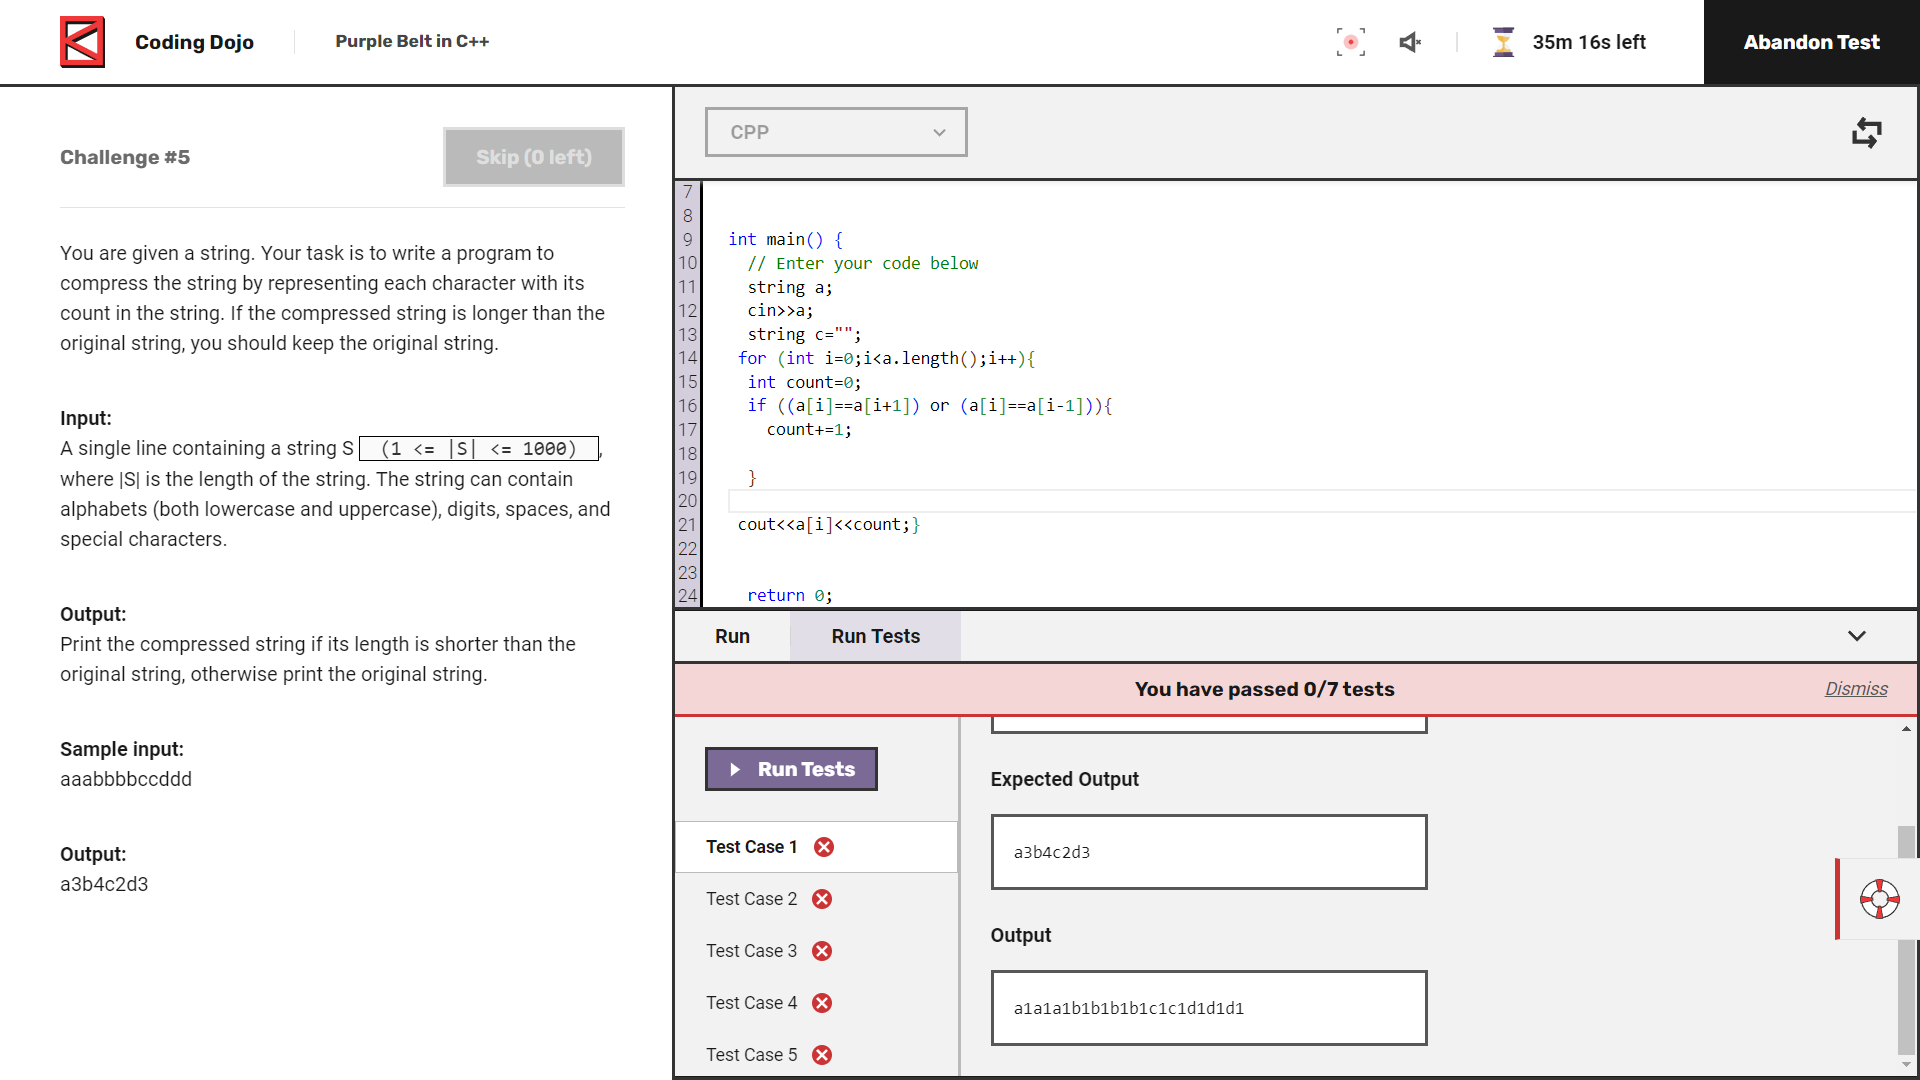 Coding Dojo
Purple Belt in C++
35m 16s left
Abandon Test
Challenge #5
Skip (0 left)
You are given a string. Your task is to write a program to
compress the string by representing each character with its
count in the string. If the compressed string is longer than the
original string, you should keep the original string.
Input:
A single line containing a string S (1 <= |S| <= 1000) ,
where |S| is the length of the string. The string can contain
alphabets (both lowercase and uppercase), digits, spaces, and
special characters.
Output:
Print the compressed string if its length is shorter than the
original string, otherwise print the original string.
Sample input:
aaabbbbccddd
Output:
a3b4c2d3
CPP
7
8
9 int main() {
10 // Enter your code below
11 string a;
12 cin>>a;
13 string c="";
14 for (int i=0;i<a.length();i++){
15 int count=0;
16 if ((a[i]==a[i+1]) or (a[i]==a[i-1])){
17 count+=1;
18
19 }
20
21 cout<<a[i]<<count;}
22
23
24 return 0;
Run
Run Tests
You have passed 0/7 tests
Dismiss
Run Tests
Test Case 1
Test Case 2
Test Case 3
Test Case 4
Test Case 5
Expected Output
a3b4c2d3
Output
a1a1a1b1b1b1b1c1c1d1d1d1